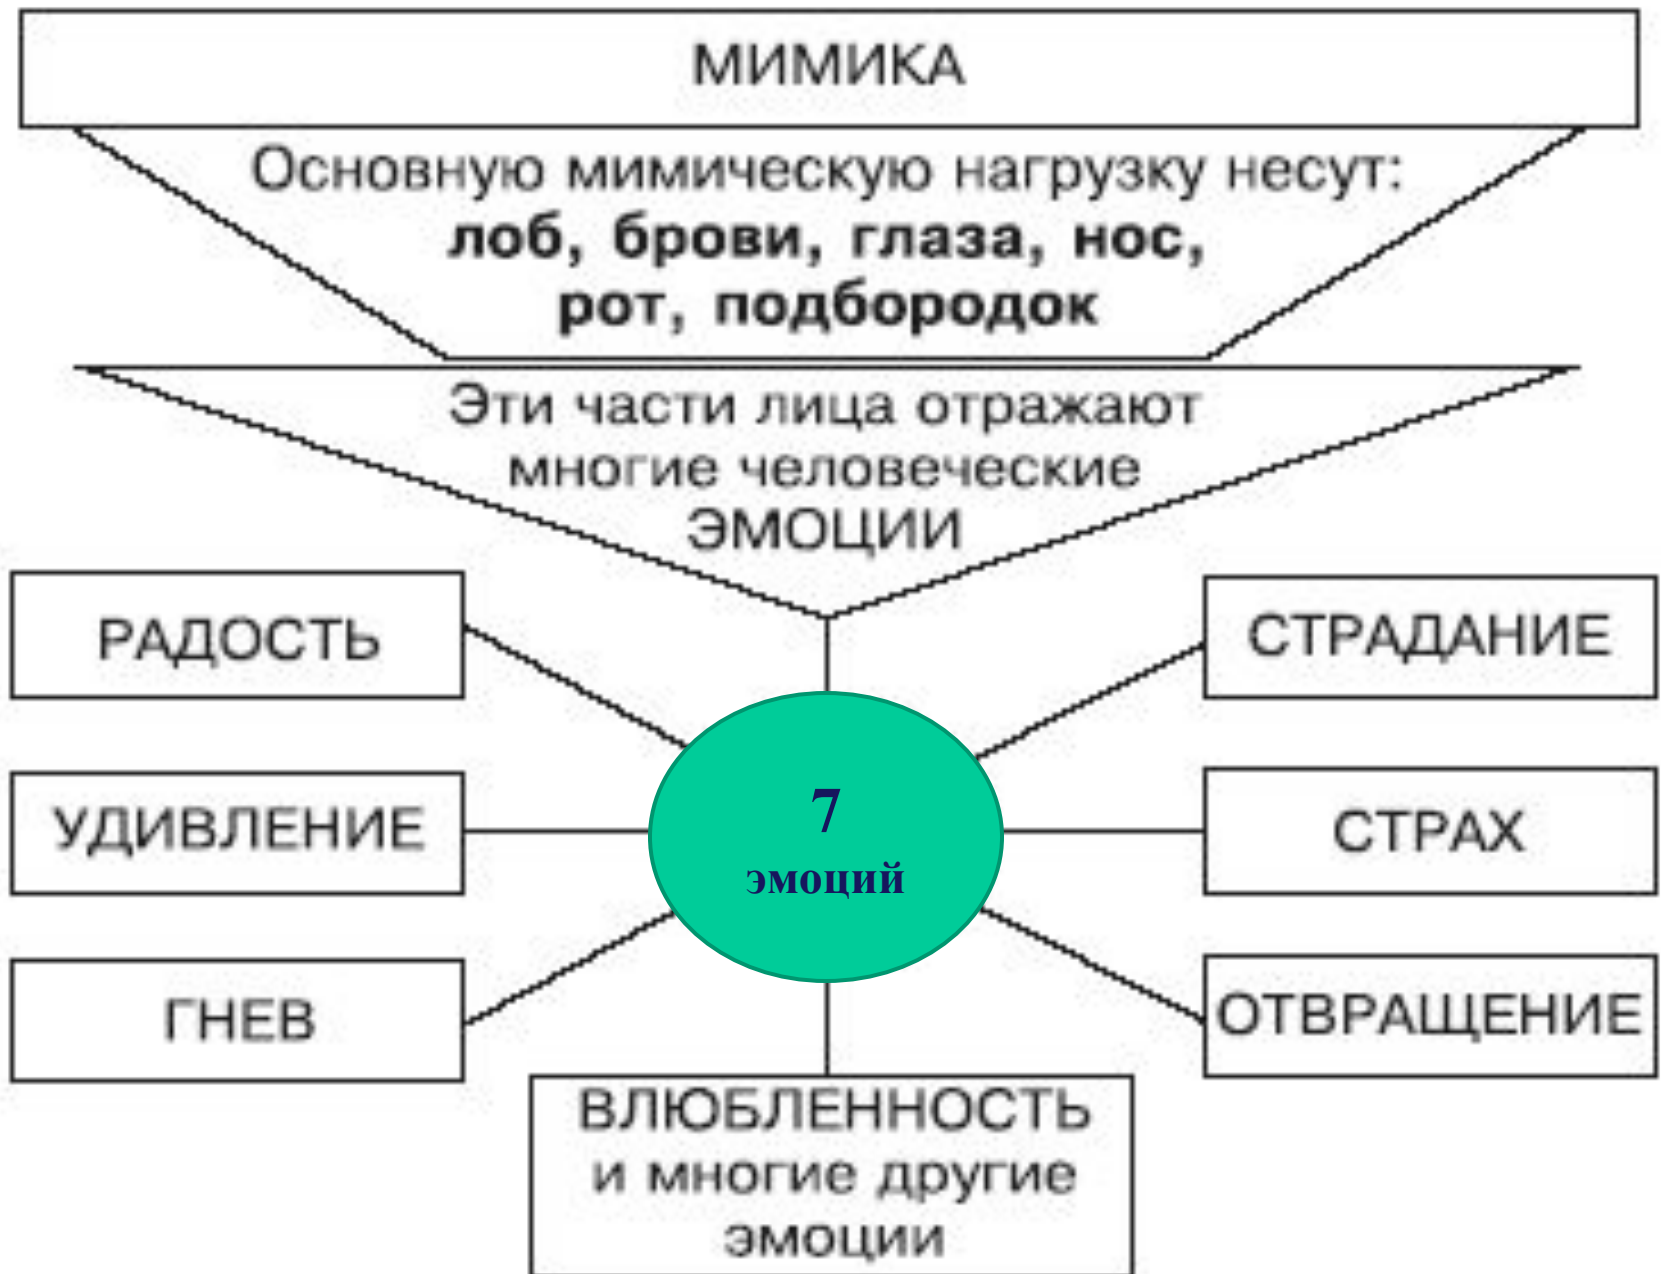 МИМИКА
Основную мимическую нагрузку несут:
лоб, брови, глаза, нос,
рот, подбородок
Эти части лица отражают
многие человеческие
ЭМОЦИИ
РАДОСТЬ
СТРАДАНИЕ
УДИВЛЕНИЕ
7
эмоций
СТРАХ
ГНЕВ
ОТВРАЩЕНИЕ
ВЛЮБЛЕННОСТЬ
и многие другие
эмоции